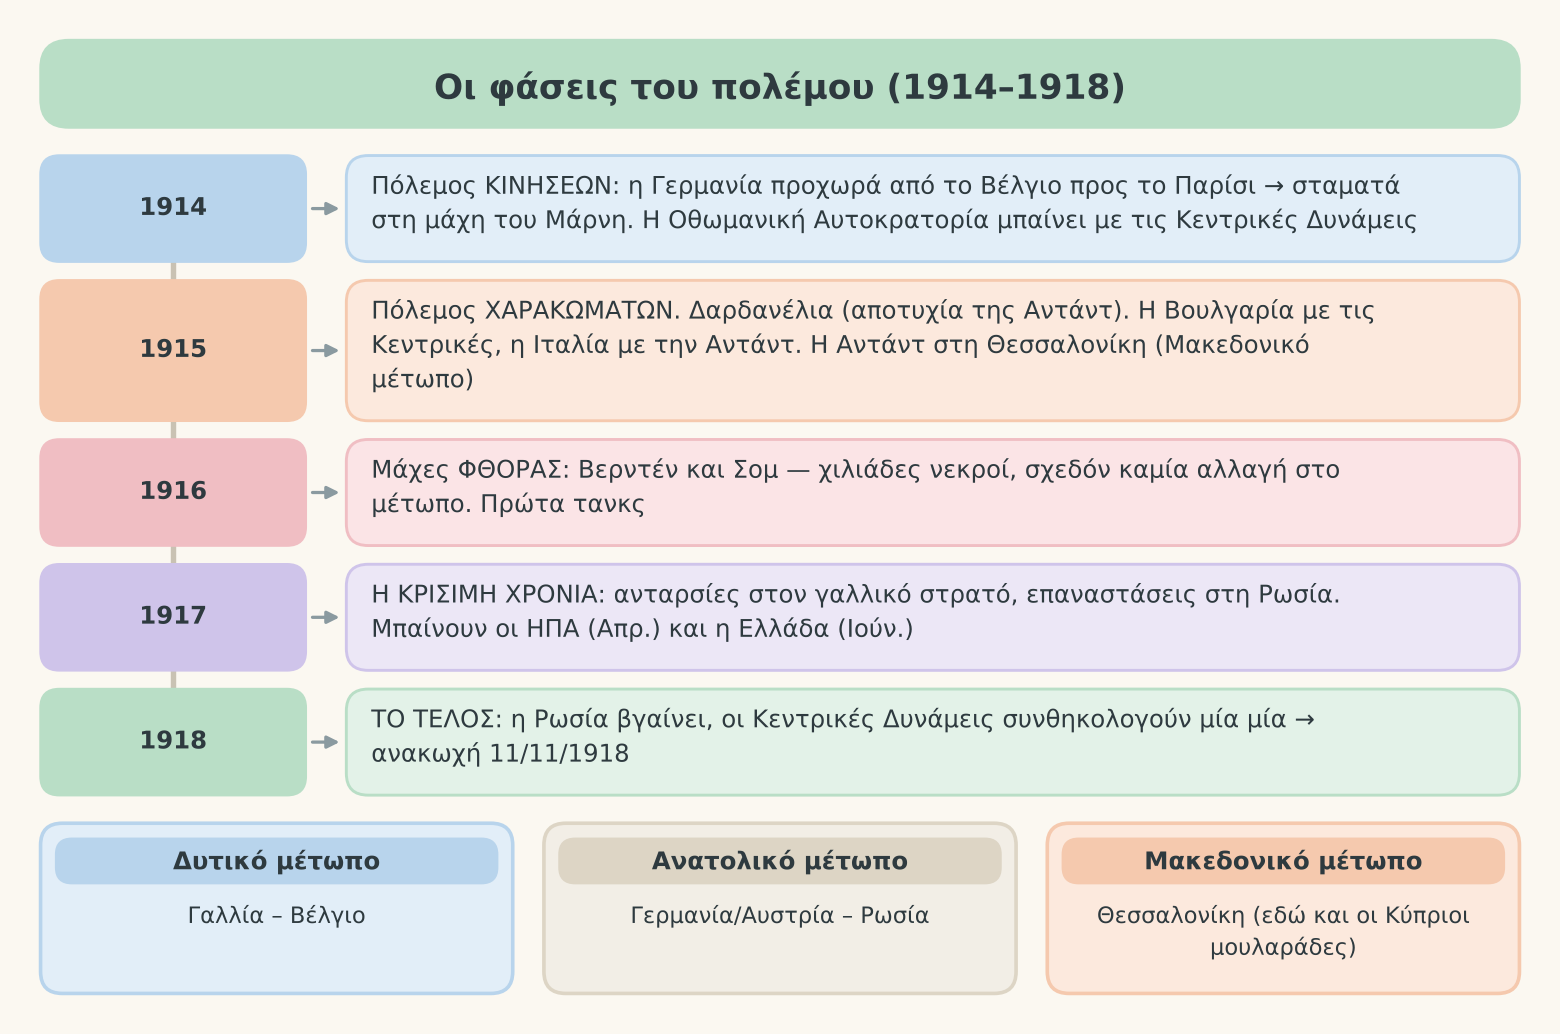 Οι φάσεις του πολέμου (1914–1918)
1914
Πόλεμος ΚΙΝΗΣΕΩΝ: η Γερμανία προχωρά από το Βέλγιο προς το Παρίσι → σταματά
στη μάχη του Μάρνη. Η Οθωμανική Αυτοκρατορία μπαίνει με τις Κεντρικές Δυνάμεις
1915
Πόλεμος ΧΑΡΑΚΩΜΑΤΩΝ. Δαρδανέλια (αποτυχία της Αντάντ). Η Βουλγαρία με τις
Κεντρικές, η Ιταλία με την Αντάντ. Η Αντάντ στη Θεσσαλονίκη (Μακεδονικό
μέτωπο)
1916
Μάχες ΦΘΟΡΑΣ: Βερντέν και Σομ — χιλιάδες νεκροί, σχεδόν καμία αλλαγή στο
μέτωπο. Πρώτα τανκς
1917
Η ΚΡΙΣΙΜΗ ΧΡΟΝΙΑ: ανταρσίες στον γαλλικό στρατό, επαναστάσεις στη Ρωσία.
Μπαίνουν οι ΗΠΑ (Απρ.) και η Ελλάδα (Ιούν.)
1918
ΤΟ ΤΕΛΟΣ: η Ρωσία βγαίνει, οι Κεντρικές Δυνάμεις συνθηκολογούν μία μία →
ανακωχή 11/11/1918
Δυτικό μέτωπο
Γαλλία – Βέλγιο
Ανατολικό μέτωπο
Γερμανία/Αυστρία – Ρωσία
Μακεδονικό μέτωπο
Θεσσαλονίκη (εδώ και οι Κύπριοι
μουλαράδες)